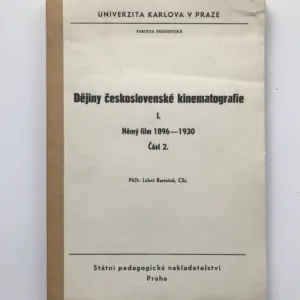 UNIVERZITA KARLOVA V PRAZE
FAKULTA FILOZOFICKÁ
Dějiny československé kinematografie
I.
Němý film 1896—1930
Část 2.
PhDr. Luboš Bartošek, CSc.
Státní pedagogické nakladatelství
Praha